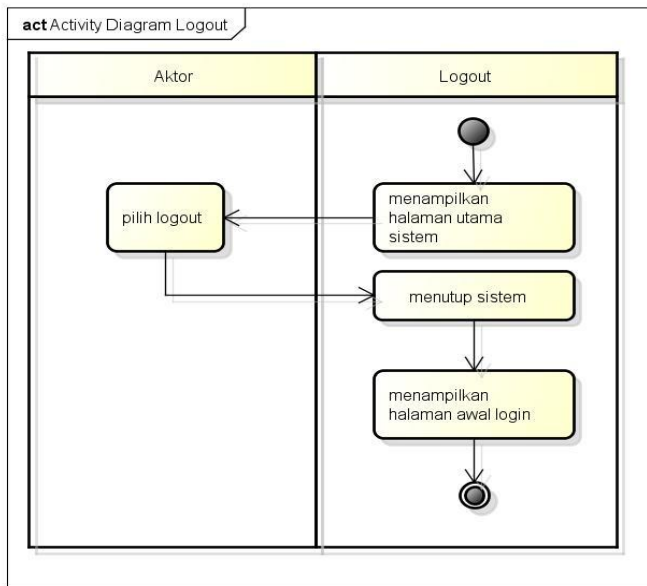 act Activity Diagram Logout
Aktor
Logout
menampilkan
halaman utama
sistem
pilih logout
menutup sistem
menampilkan
halaman awal login